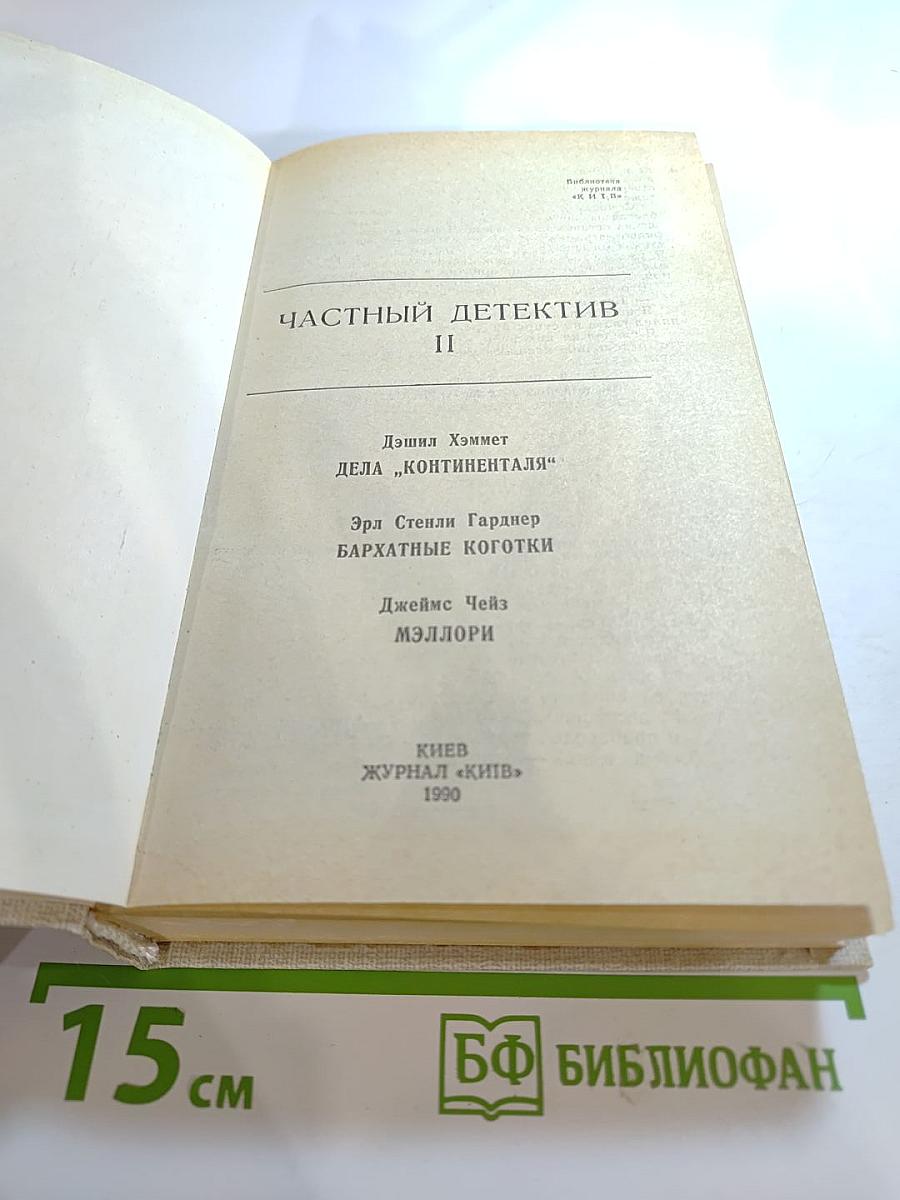 Библиотека
журнала
«КИЇВ»
ЧАСТНЫЙ ДЕТЕКТИВ
II
Дэшил Хэммет
ДЕЛА „КОНТИНЕНТАЛЯ“
Эрл Стенли Гарднер
БАРХАТНЫЕ КОГОТКИ
Джеймс Чейз
МЭЛЛОРИ
КИЕВ
ЖУРНАЛ «КИЇВ»
1990
15 см
БФ БИБЛИОФАН